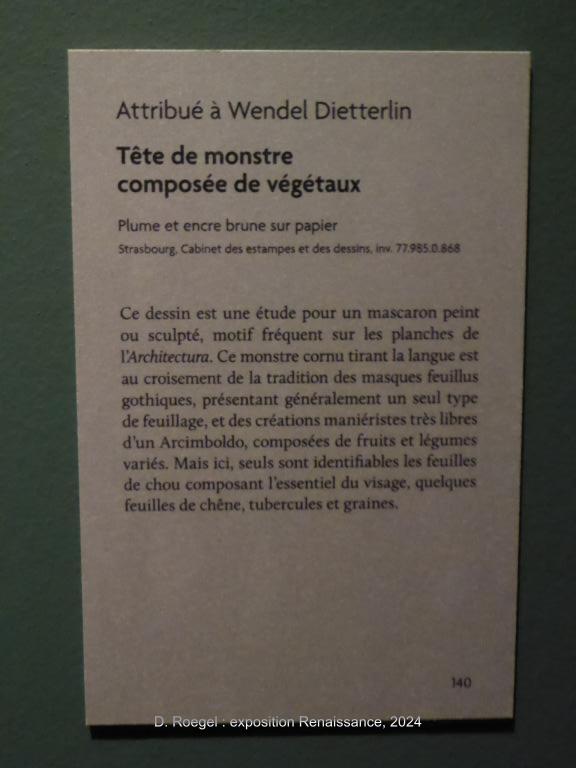 Attribué à Wendel Dietterlin
Tête de monstre
composée de végétaux
Plume et encre brune sur papier
Strasbourg, Cabinet des estampes et des dessins, inv. 77.985.0.868
Ce dessin est une étude pour un mascaron peint
ou sculpté, motif fréquent sur les planches de
l'Architectura. Ce monstre cornu tirant la langue est
au croisement de la tradition des masques feuillus
gothiques, présentant généralement un seul type
de feuillage, et des créations maniéristes très libres
d'un Arcimboldo, composées de fruits et légumes
variés. Mais ici, seuls sont identifiables les feuilles
de chou composant l'essentiel du visage, quelques
feuilles de chêne, tubercules et graines.
140
D. Roegel : exposition Renaissance, 2024